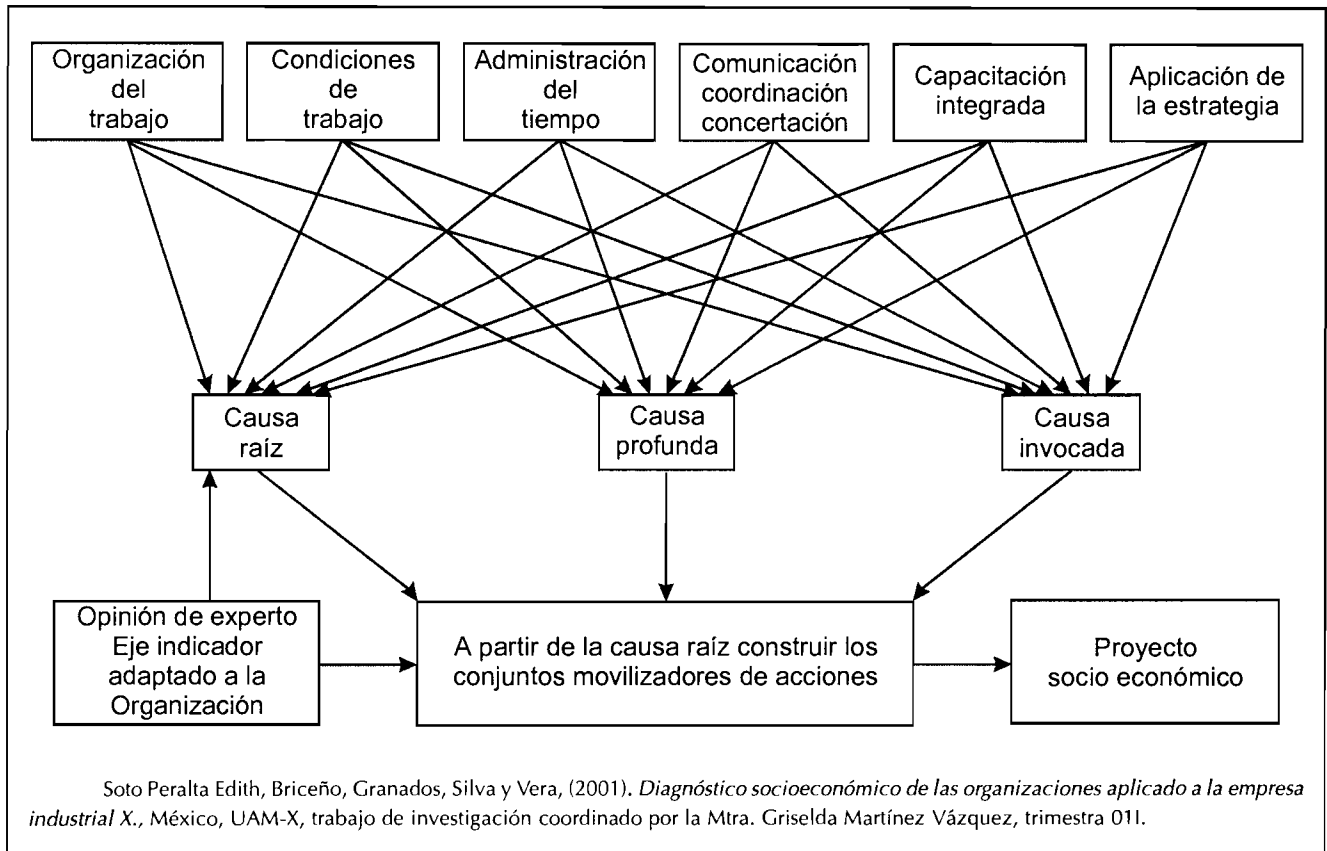 Organización
del
trabajo
Condiciones
de
trabajo
Administración
del
tiempo
Comunicación
coordinación
concertación
Capacitación
integrada
Aplicación de
la estrategia
Causa
raíz
Causa
profunda
Causa
invocada
Opinión de experto
Eje indicador
adaptado a la
Organización
A partir de la causa raíz construir los
conjuntos movilizadores de acciones
Proyecto
socio económico
Soto Peralta Edith, Briceño, Granados, Silva y Vera, (2001). Diagnóstico socioeconómico de las organizaciones aplicado a la empresa
industrial X., México, UAM-X, trabajo de investigación coordinado por la Mtra. Griselda Martínez Vázquez, trimestra 01I.